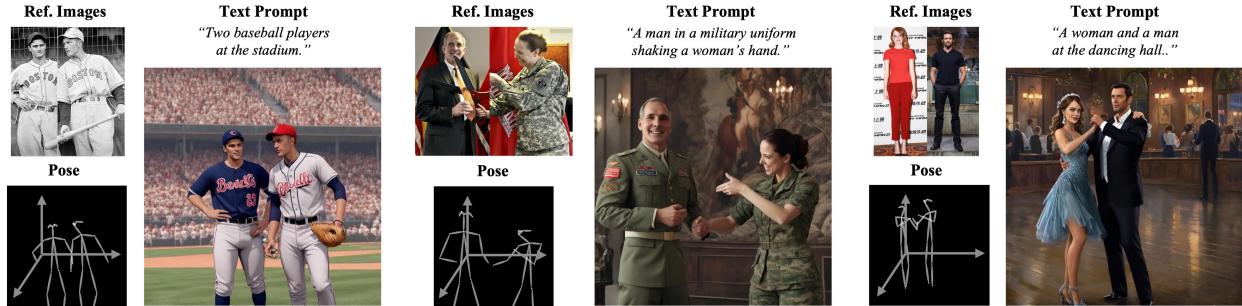 Ref. Images
Text Prompt
“Two baseball players
at the stadium.”
BOSTON
BOSTON
Pose
Ref. Images
Text Prompt
“A man in a military uniform
shaking a woman’s hand.”
Pose
Ref. Images
Text Prompt
“A woman and a man
at the dancing hall..”
Pose